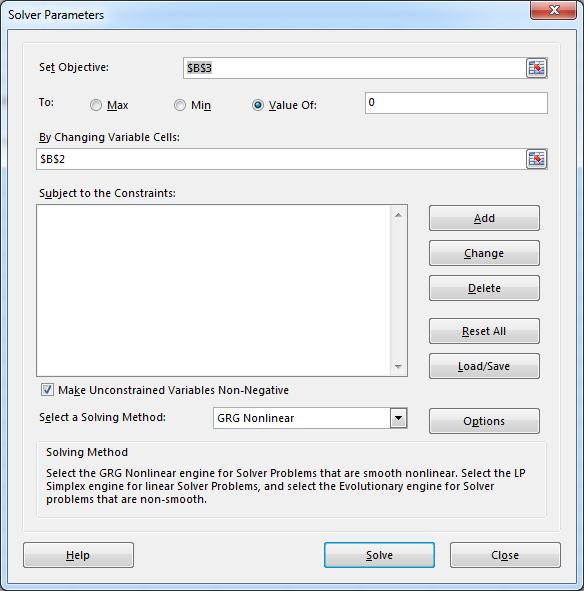 Solver Parameters
Set Objective: $B$3
To: Max Min Value Of: 0
By Changing Variable Cells:
$B$2
Subject to the Constraints:
Add
Change
Delete
Reset All
Load/Save
Make Unconstrained Variables Non-Negative
Select a Solving Method: GRG Nonlinear Options
Solving Method
Select the GRG Nonlinear engine for Solver Problems that are smooth nonlinear. Select the LP
Simplex engine for linear Solver Problems, and select the Evolutionary engine for Solver
problems that are non-smooth.
Help Solve Close